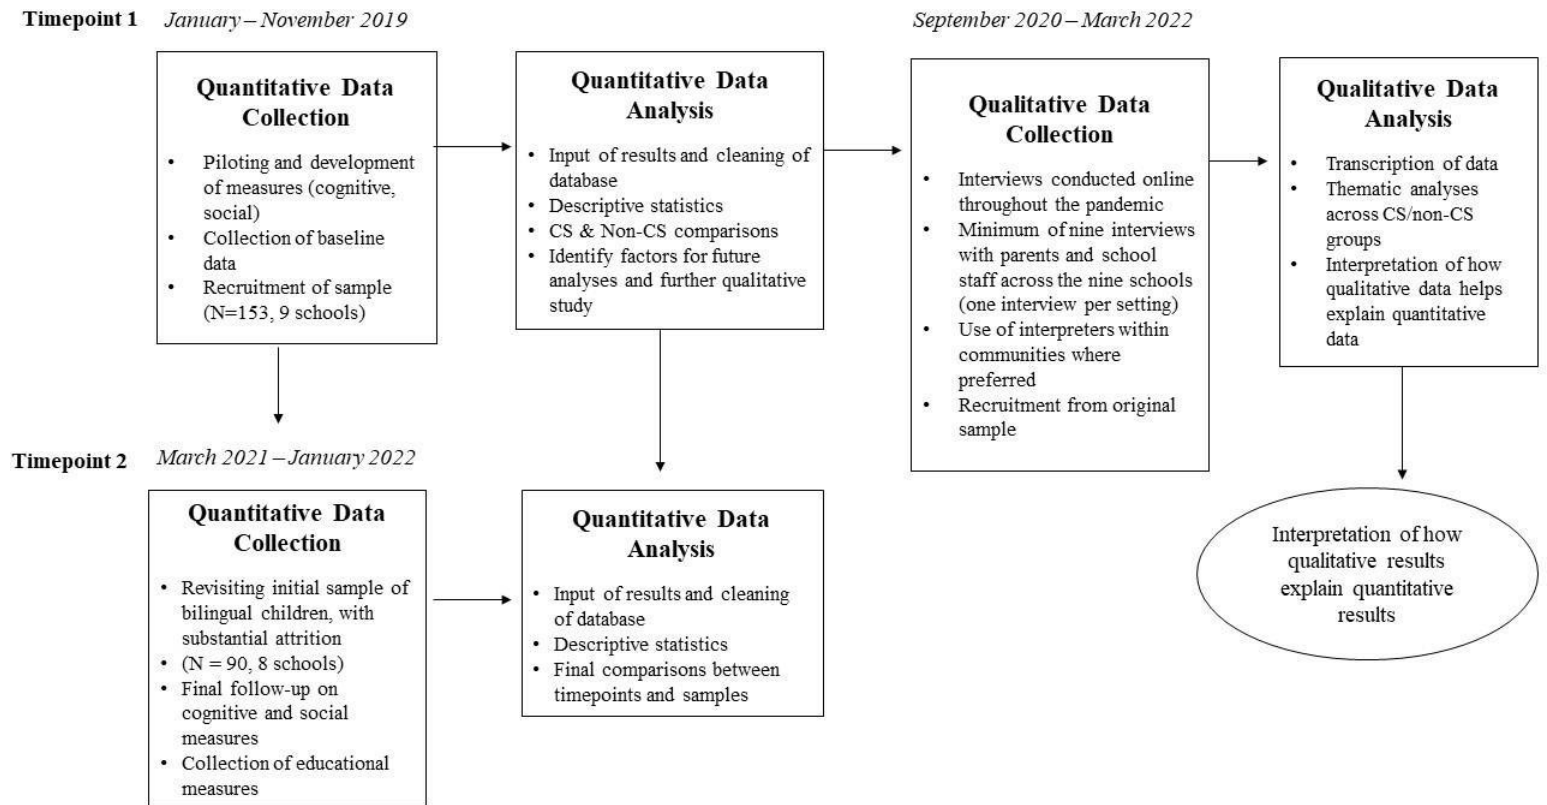 Timepoint 1
January – November 2019
September 2020 – March 2022
Quantitative Data
Collection
• Piloting and development
of measures (cognitive,
social)
• Collection of baseline
data
• Recruitment of sample
(N=153, 9 schools)
Quantitative Data
Analysis
• Input of results and cleaning of
database
• Descriptive statistics
• CS & Non-CS comparisons
• Identify factors for future
analyses and further qualitative
study
Qualitative Data
Collection
• Interviews conducted online
throughout the pandemic
• Minimum of nine interviews
with parents and school
staff across the nine schools
(one interview per setting)
• Use of interpreters within
communities where
preferred
• Recruitment from original
sample
Qualitative Data
Analysis
• Transcription of data
• Thematic analyses
across CS/non-CS
groups
• Interpretation of how
qualitative data helps
explain quantitative
data
Timepoint 2
March 2021 – January 2022
Quantitative Data
Collection
• Revisiting initial sample of
bilingual children, with
substantial attrition
• (N = 90, 8 schools)
• Final follow-up on
cognitive and social
measures
• Collection of educational
measures
Quantitative Data
Analysis
• Input of results and cleaning
of database
• Descriptive statistics
• Final comparisons between
timepoints and samples
Interpretation of how
qualitative results
explain quantitative
results